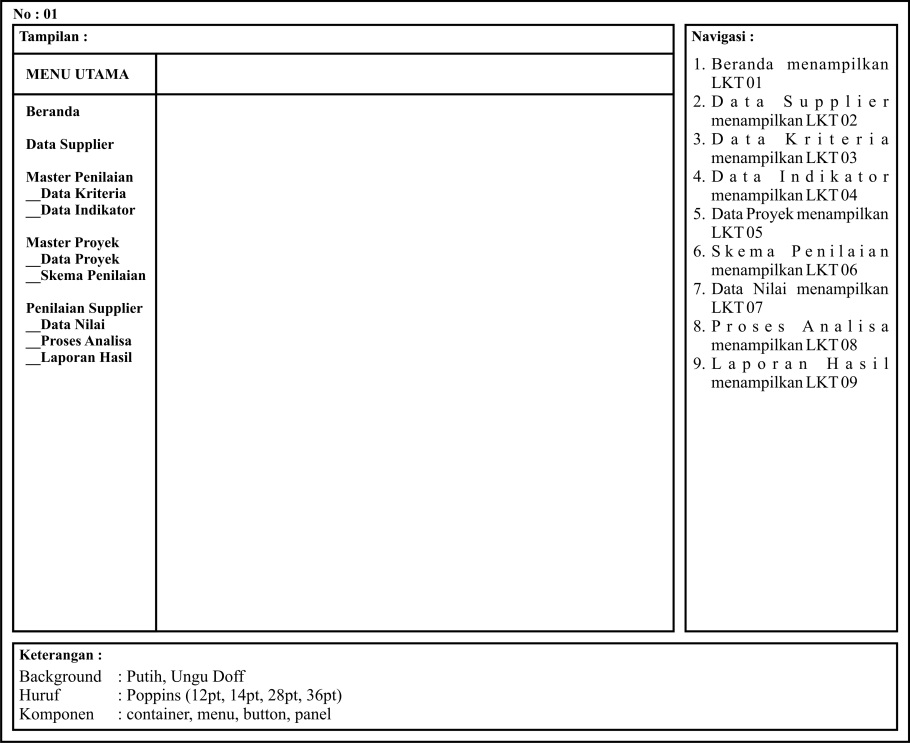 No : 01
Tampilan :
MENU UTAMA
Beranda
Data Supplier
Master Penilaian
__Data Kriteria
__Data Indikator
Master Proyek
__Data Proyek
__Skema Penilaian
Penilaian Supplier
__Data Nilai
__Proses Analisa
__Laporan Hasil
Navigasi :
1. Beranda menampilkan
LKT 01
2. Data Supplier
menampilkan LKT 02
3. Data Kriteria
menampilkan LKT 03
4. Data Indikator
menampilkan LKT 04
5. Data Proyek menampilkan
LKT 05
6. Skema Penilaian
menampilkan LKT 06
7. Data Nilai menampilkan
LKT 07
8. Proses Analisa
menampilkan LKT 08
9. Laporan Hasil
menampilkan LKT 09
Keterangan :
Background : Putih, Ungu Doff
Huruf : Poppins (12pt, 14pt, 28pt, 36pt)
Komponen : container, menu, button, panel